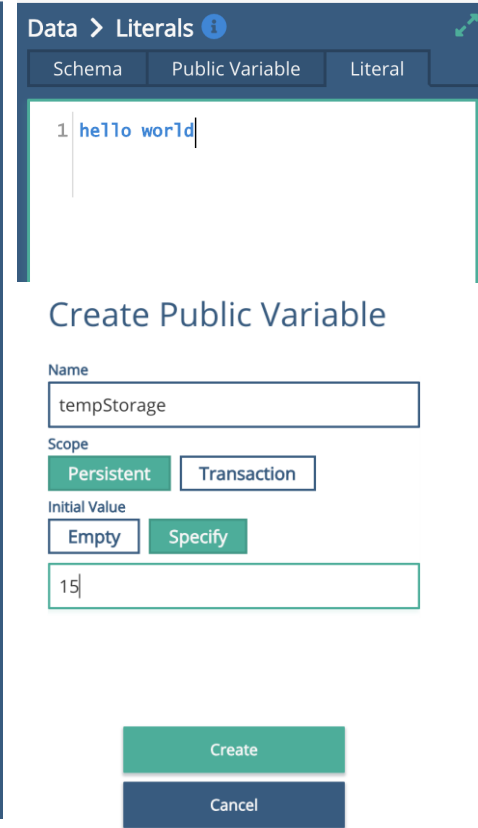 Data > Literals i
Schema Public Variable Literal
1 hello world
Create Public Variable
Name
tempStorage
Scope
Persistent Transaction
Initial Value
Empty Specify
15
Create
Cancel